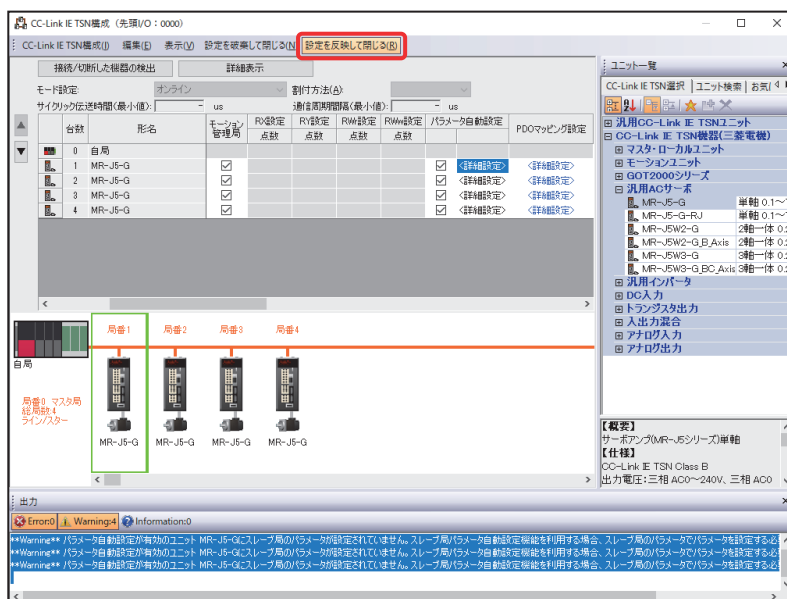 CC-Link IE TSN構成（先頭I/O：0000）
CC-Link IE TSN構成(I) 編集(E) 表示(V) 設定を破棄して閉じる(N) 設定を反映して閉じる(R)
接続/切断した機器の検出 詳細表示
モード設定: オンライン 割付方法(A):
サイクリック伝送時間(最小値): - us 通信周期間隔(最小値): - us
台数 形名 モーション管理局 RX設定 RY設定 RWr設定 RWw設定 パラメータ自動設定 PDOマッピング設定
点数 点数 点数 点数
0 自局
1 MR-J5-G <詳細設定> <詳細設定>
2 MR-J5-G <詳細設定> <詳細設定>
3 MR-J5-G <詳細設定> <詳細設定>
4 MR-J5-G <詳細設定> <詳細設定>
局番1 局番2 局番3 局番4
自局
局番0 マスタ局
総局数:4
ライン/スター
MR-J5-G MR-J5-G MR-J5-G MR-J5-G
ユニット一覧
CC-Link IE TSN選択 ユニット検索 お気に
汎用CC-Link IE TSNユニット
CC-Link IE TSN機器(三菱電機)
マスタ・ローカルユニット
モーションユニット
GOT2000シリーズ
汎用ACサーボ
MR-J5-G 単軸 0.1～
MR-J5-G-RJ 単軸 0.1～
MR-J5W2-G 2軸一体 0.
MR-J5W2-G_B_Axis 2軸一体 0.
MR-J5W3-G 3軸一体 0.
MR-J5W3-G_BC_Axis 3軸一体 0.
汎用インバータ
DC入力
トランジスタ出力
入出力混合
アナログ入力
アナログ出力
【概要】
サーボアンプ(MR-J5シリーズ)単軸
【仕様】
CC-Link IE TSN Class B
出力電圧：三相 AC0～240V、三相 AC0
出力
Error:0 Warning:4 Information:0
**Warning** パラメータ自動設定が有効のユニット MR-J5-Gにスレーブ局のパラメータが設定されていません。スレーブ局パラメータ自動設定機能を利用する場合、スレーブ局のパラメータでパラメータを設定する必
**Warning** パラメータ自動設定が有効のユニット MR-J5-Gにスレーブ局のパラメータが設定されていません。スレーブ局パラメータ自動設定機能を利用する場合、スレーブ局のパラメータでパラメータを設定する必
**Warning** パラメータ自動設定が有効のユニット MR-J5-Gにスレーブ局のパラメータが設定されていません。スレーブ局パラメータ自動設定機能を利用する場合、スレーブ局のパラメータでパラメータを設定する必